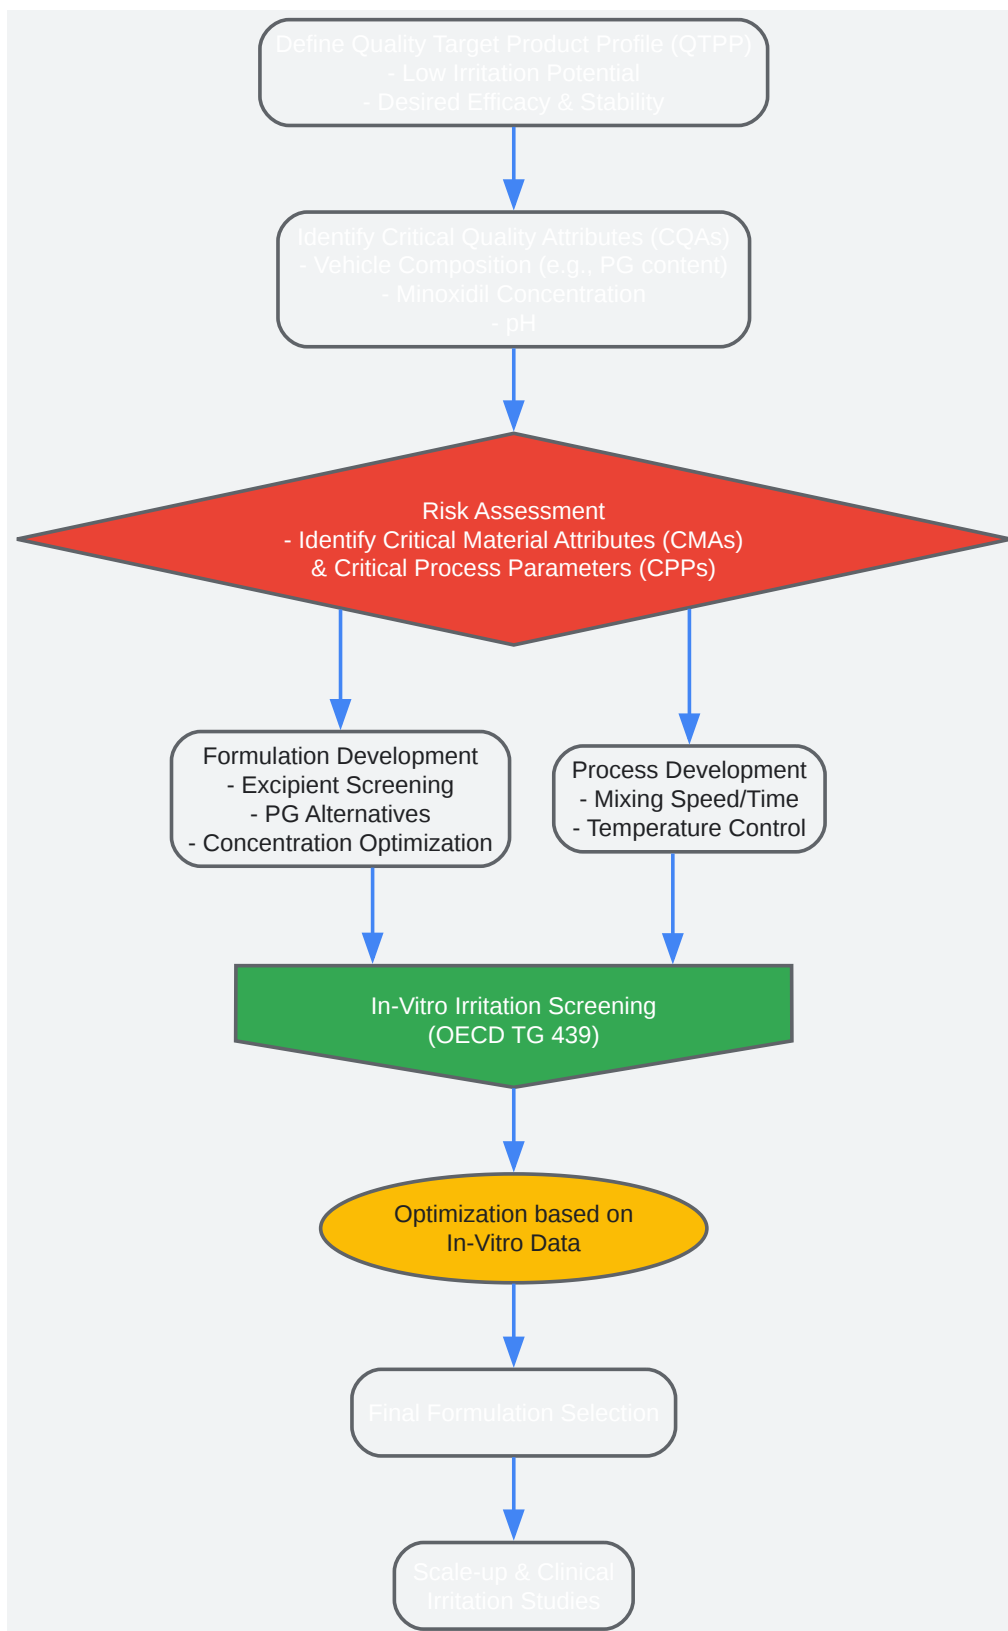 Define Quality Target Product Profile (QTPP)
- Low Irritation Potential
- Desired Efficacy & Stability
Identify Critical Quality Attributes (CQAs)
- Vehicle Composition (e.g., PG content)
- Minoxidil Concentration
- pH
Risk Assessment
- Identify Critical Material Attributes (CMAs)
& Critical Process Parameters (CPPs)
Formulation Development
- Excipient Screening
- PG Alternatives
- Concentration Optimization
Process Development
- Mixing Speed/Time
- Temperature Control
In-Vitro Irritation Screening
(OECD TG 439)
Optimization based on
In-Vitro Data
Final Formulation Selection
Scale-up & Clinical
Irritation Studies